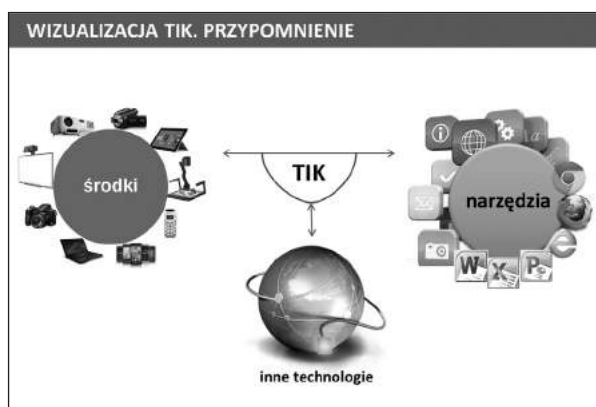 WIZUALIZACJA TIK. PRZYPOMNIENIE
środki
TIK
narzędzia
inne technologie
W X P